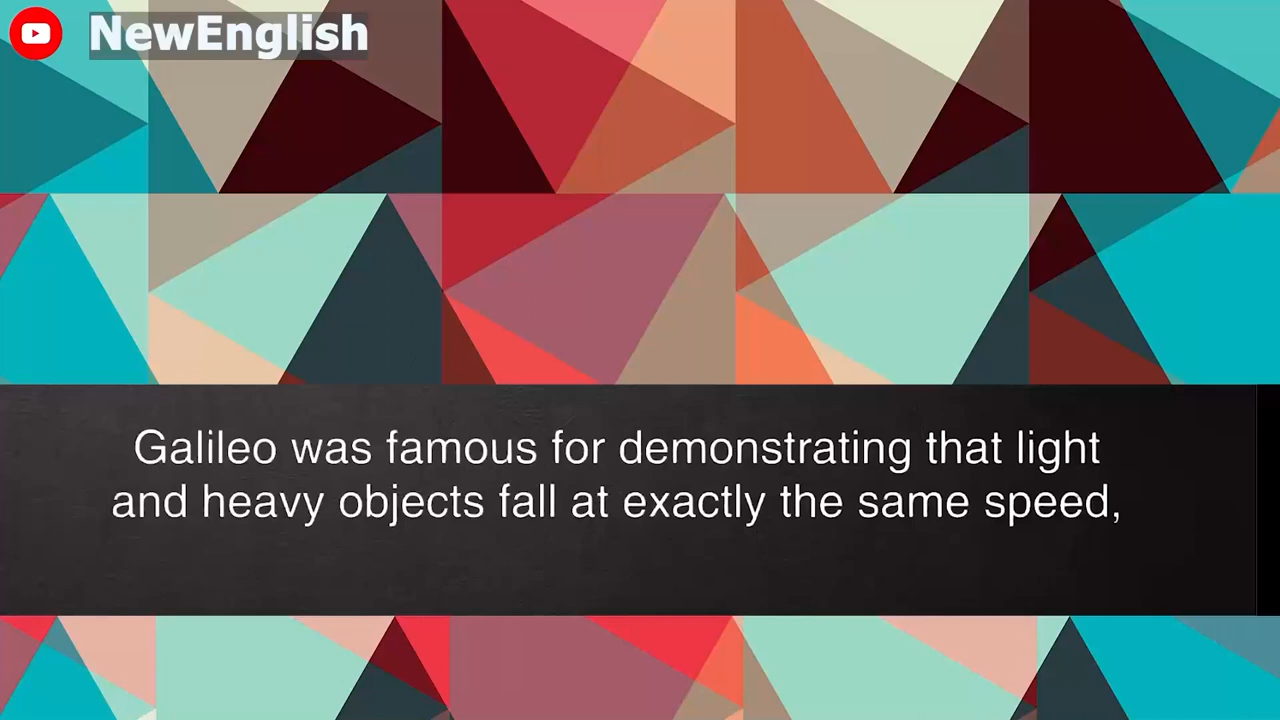 NewEnglish
Galileo was famous for demonstrating that light
and heavy objects fall at exactly the same speed,